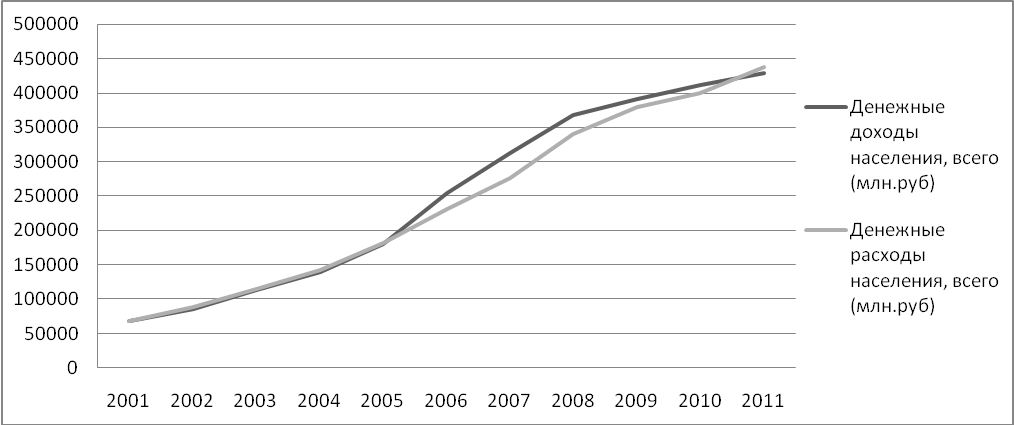 500000
450000
400000
350000
300000
250000
200000
150000
100000
50000
0
2001 2002 2003 2004 2005 2006 2007 2008 2009 2010 2011
Денежные
доходы
населения, всего
(млн.руб)
Денежные
расходы
населения, всего
(млн.руб)